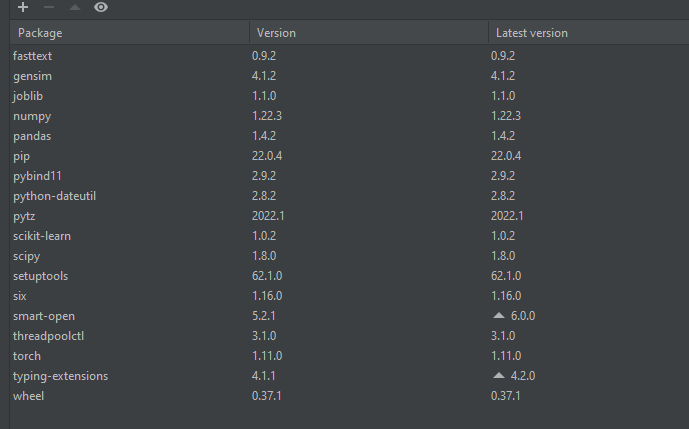 Package Version Latest version
fasttext 0.9.2 0.9.2
gensim 4.1.2 4.1.2
joblib 1.1.0 1.1.0
numpy 1.22.3 1.22.3
pandas 1.4.2 1.4.2
pip 22.0.4 22.0.4
pybind11 2.9.2 2.9.2
python-dateutil 2.8.2 2.8.2
pytz 2022.1 2022.1
scikit-learn 1.0.2 1.0.2
scipy 1.8.0 1.8.0
setuptools 62.1.0 62.1.0
six 1.16.0 1.16.0
smart-open 5.2.1 6.0.0
threadpoolctl 3.1.0 3.1.0
torch 1.11.0 1.11.0
typing-extensions 4.1.1 4.2.0
wheel 0.37.1 0.37.1